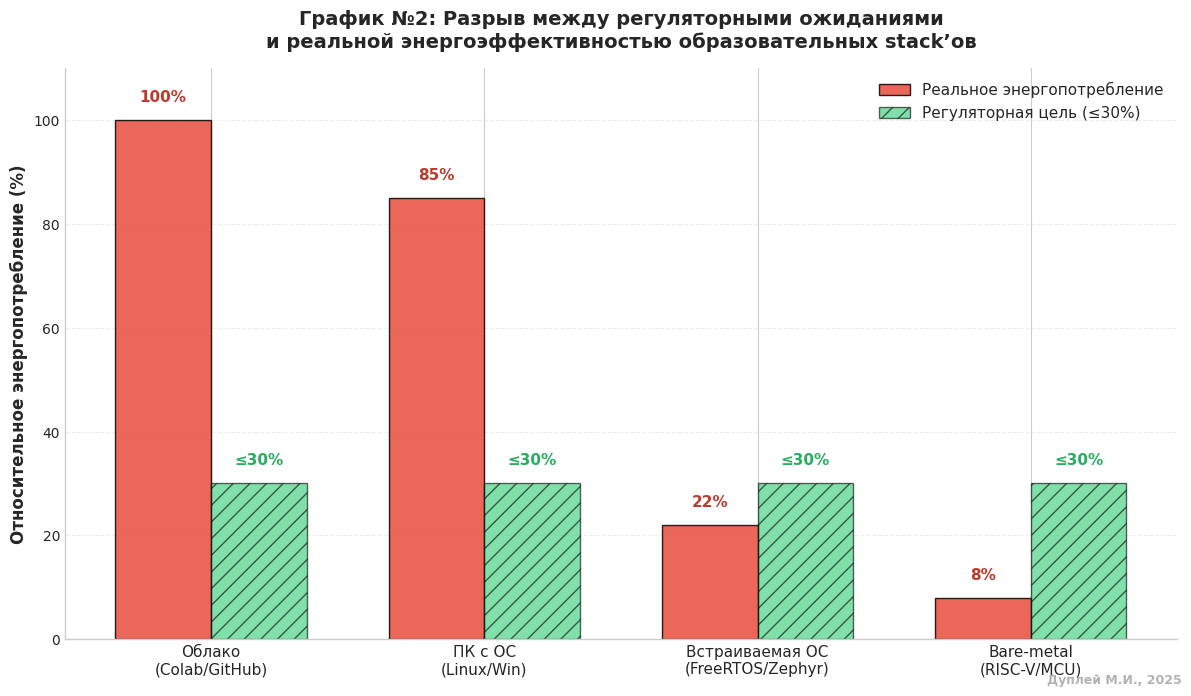 График №2: Разрыв между регуляторными ожиданиями
и реальной энергоэффективностью образовательных stack’ов
Реальное энергопотребление
Регуляторная цель (≤30%)
Относительное энергопотребление (%)
100
80
60
40
20
0
100%
≤30%
85%
≤30%
22%
≤30%
8%
≤30%
Облако
(Colab/GitHub)
ПК с ОС
(Linux/Win)
Встраиваемая ОС
(FreeRTOS/Zephyr)
Bare-metal
(RISC-V/MCU)
Дуплей М.И., 2025